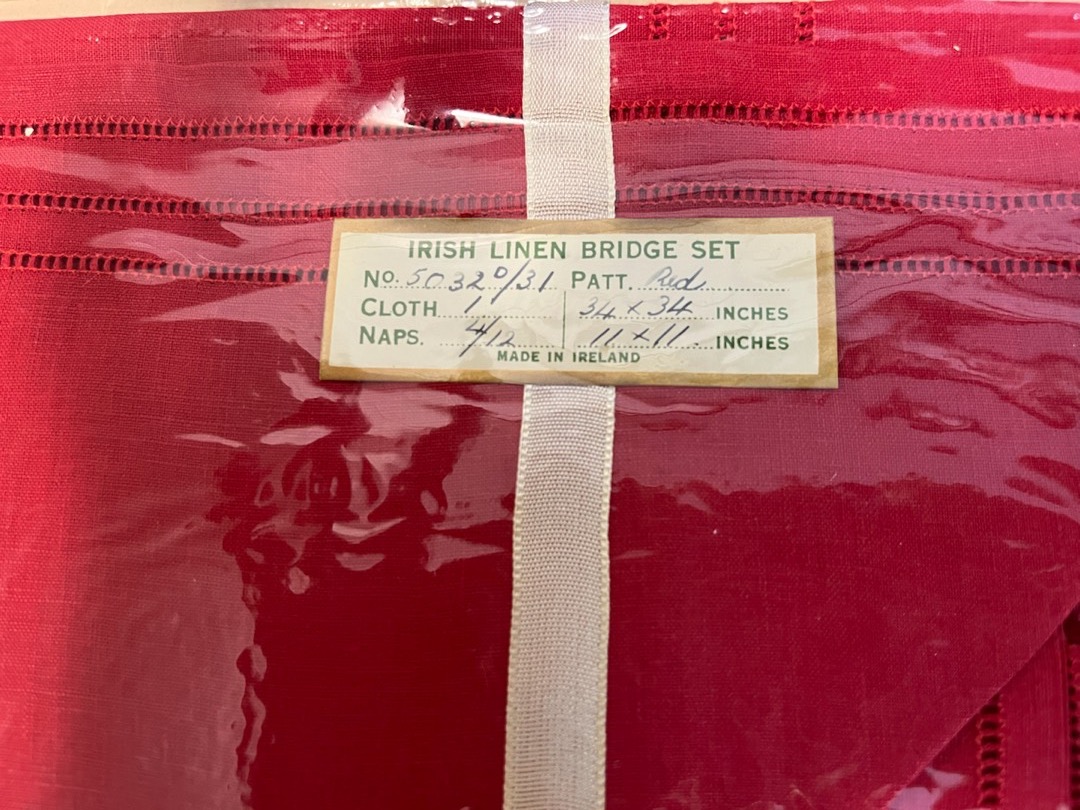 IRISH LINEN BRIDGE SET
No. 5032D/31 PATT. Red
CLOTH 1 34 x 34 INCHES
NAPS. 4/12 11 x 11. INCHES
MADE IN IRELAND